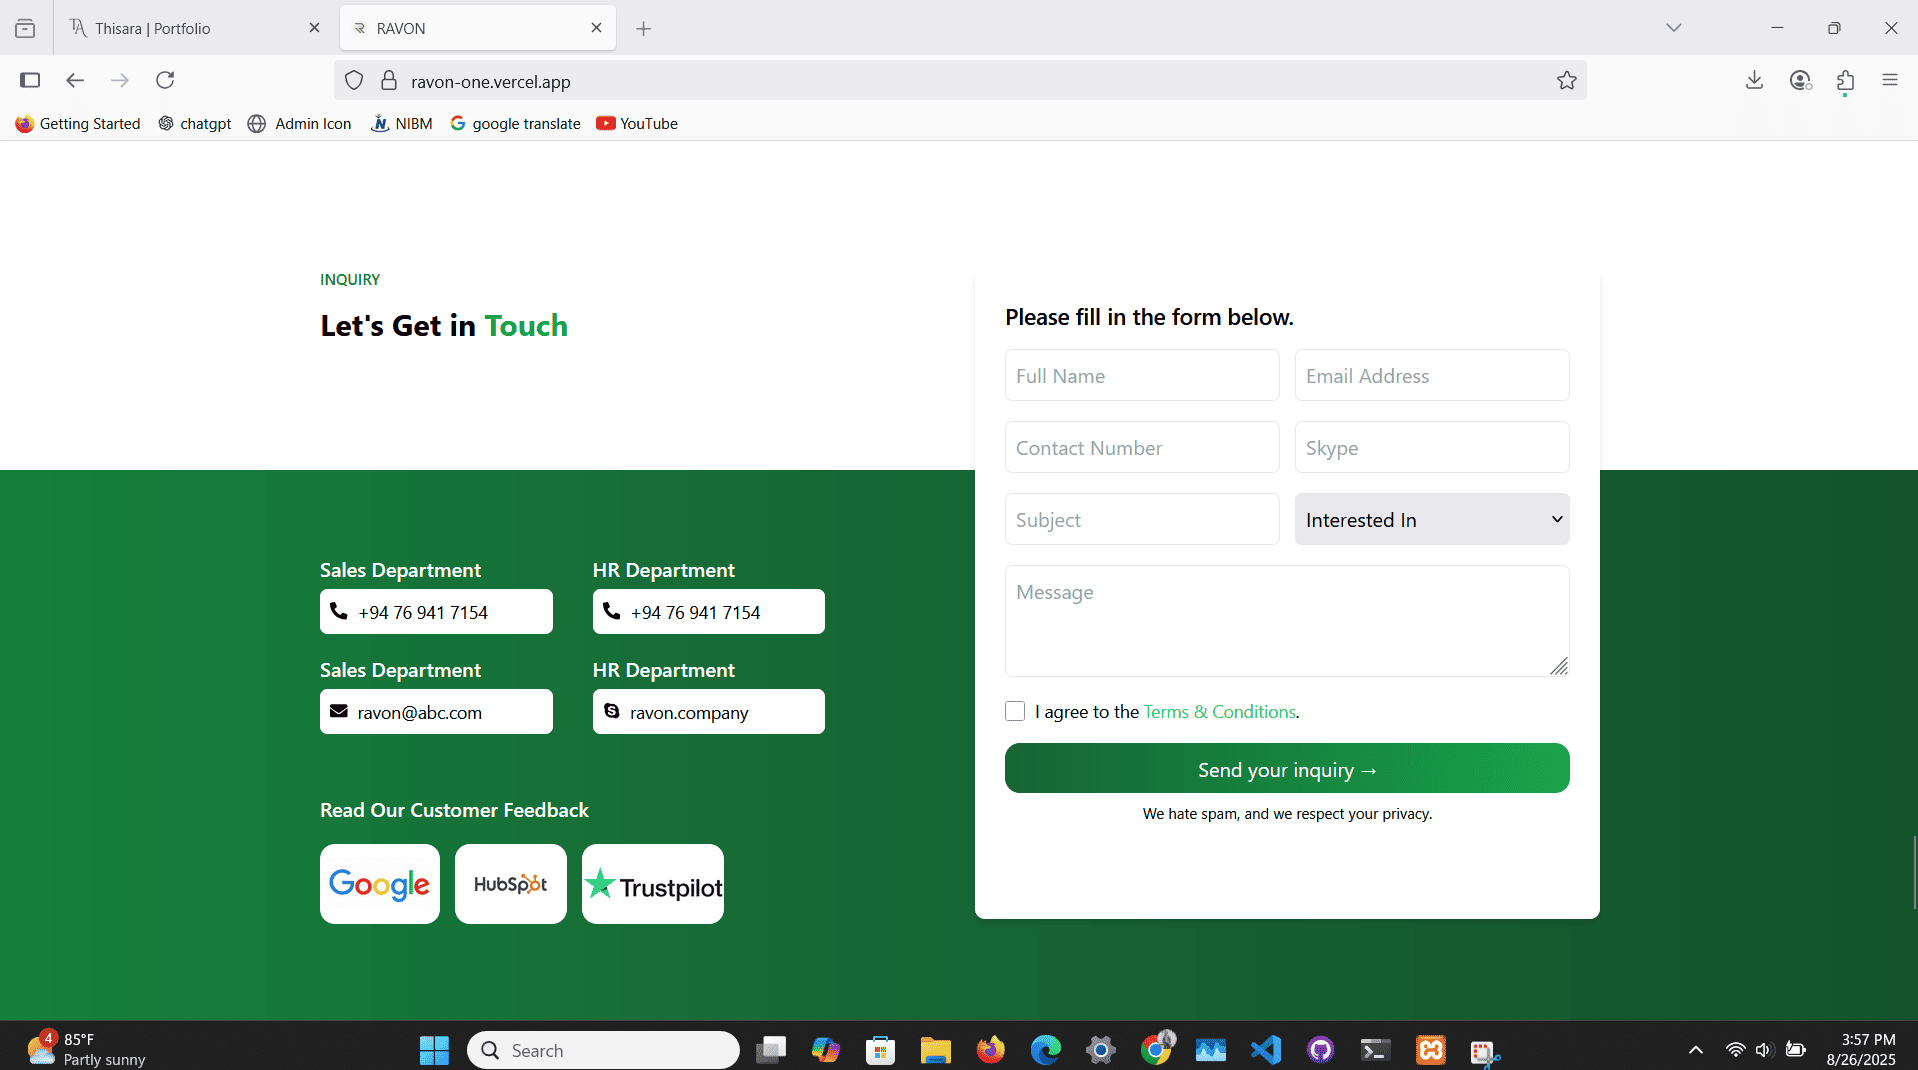 Thisara | Portfolio
RAVON
ravon-one.vercel.app
Getting Started
chatgpt
Admin Icon
NIBM
google translate
YouTube
INQUIRY
Let's Get in Touch
Please fill in the form below.
Full Name
Email Address
Contact Number
Skype
Subject
Interested In
Message
I agree to the Terms & Conditions.
Send your inquiry →
We hate spam, and we respect your privacy.
Sales Department
HR Department
+94 76 941 7154
+94 76 941 7154
Sales Department
HR Department
ravon@abc.com
ravon.company
Read Our Customer Feedback
Google
HubSpot
Trustpilot
4
85°F
Partly sunny
Search
3:57 PM
8/26/2025